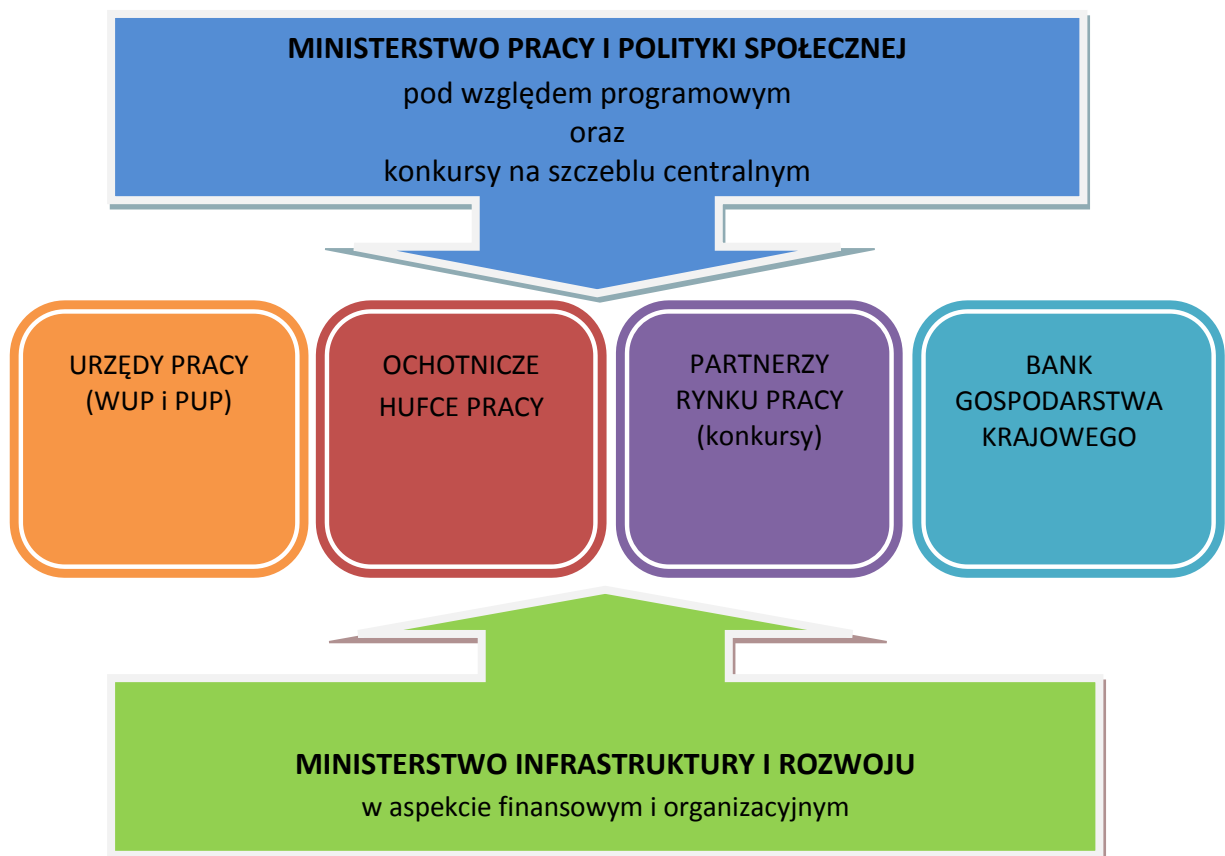 MINISTERSTWO PRACY I POLITYKI SPOŁECZNEJ
pod względem programowym
oraz
konkursy na szczeblu centralnym
URZĘDY PRACY
(WUP i PUP)
OCHOTNICZE
HUFCE PRACY
PARTNERZY
RYNKU PRACY
(konkursy)
BANK
GOSPODARSTWA
KRAJOWEGO
MINISTERSTWO INFRASTRUKTURY I ROZWOJU
w aspekcie finansowym i organizacyjnym